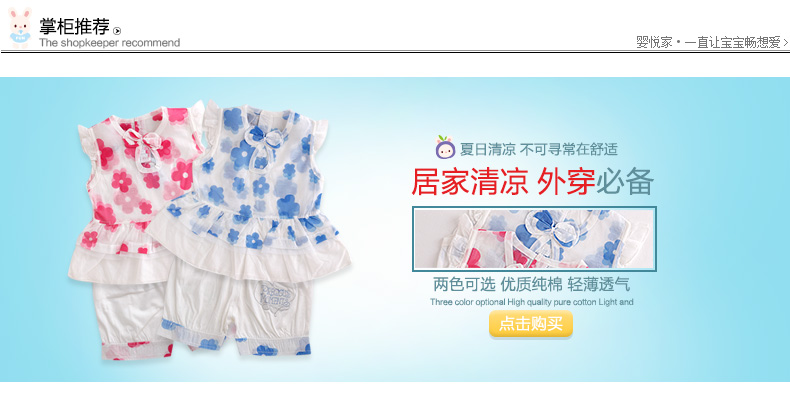 掌柜推荐
The shopkeeper recommend
婴悦家•一直让宝宝畅想爱 >
夏日清凉 不可寻常在舒适
居家清凉 外穿必备
两色可选 优质纯棉 轻薄透气
Three color optional High quality pure cotton Light and
点击购买